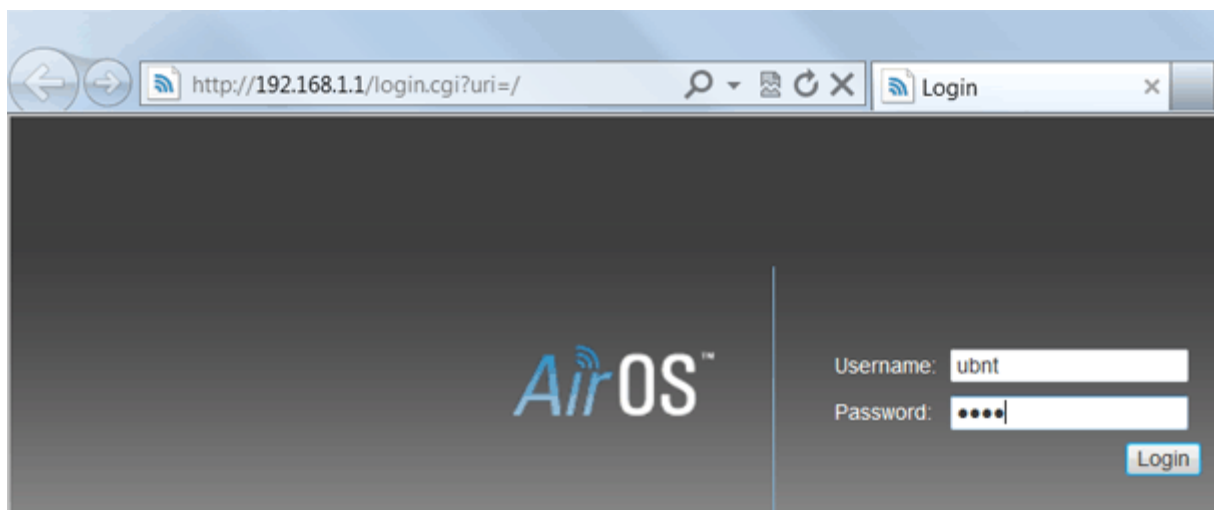 http://192.168.1.1/login.cgi?uri=/
Login
AirOS™
Username: ubnt
Password: ••••
Login